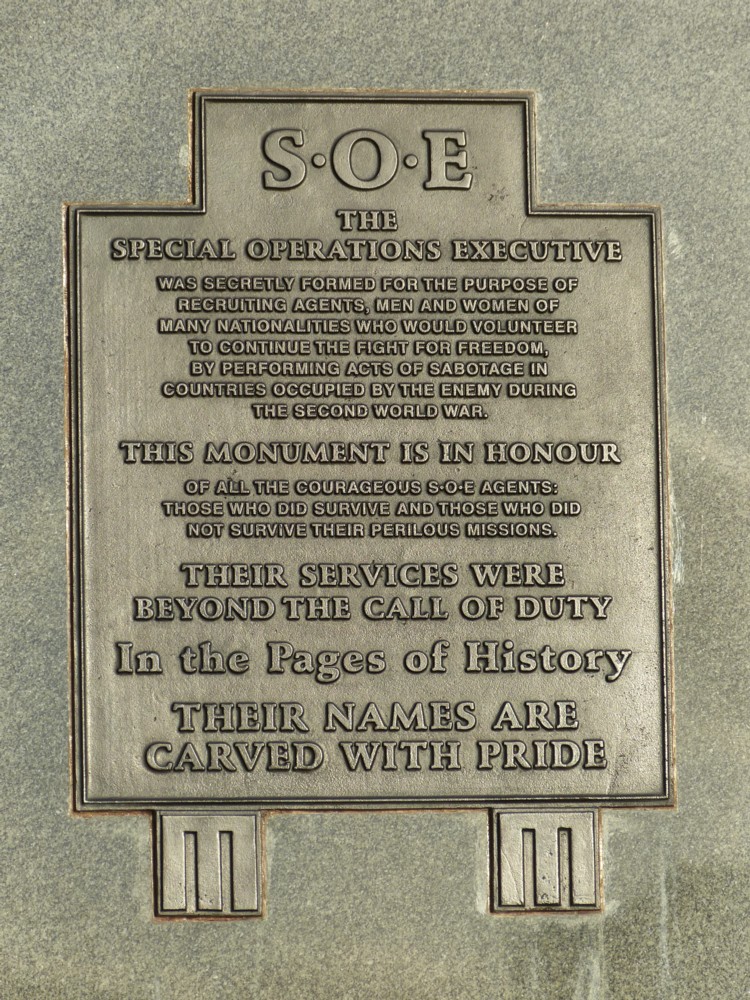 S·O·E
THE
SPECIAL OPERATIONS EXECUTIVE
WAS SECRETLY FORMED FOR THE PURPOSE OF
RECRUITING AGENTS, MEN AND WOMEN OF
MANY NATIONALITIES WHO WOULD VOLUNTEER
TO CONTINUE THE FIGHT FOR FREEDOM,
BY PERFORMING ACTS OF SABOTAGE IN
COUNTRIES OCCUPIED BY THE ENEMY DURING
THE SECOND WORLD WAR.
THIS MONUMENT IS IN HONOUR
OF ALL THE COURAGEOUS S·O·E AGENTS:
THOSE WHO DID SURVIVE AND THOSE WHO DID
NOT SURVIVE THEIR PERILOUS MISSIONS.
THEIR SERVICES WERE
BEYOND THE CALL OF DUTY
In the Pages of History
THEIR NAMES ARE
CARVED WITH PRIDE